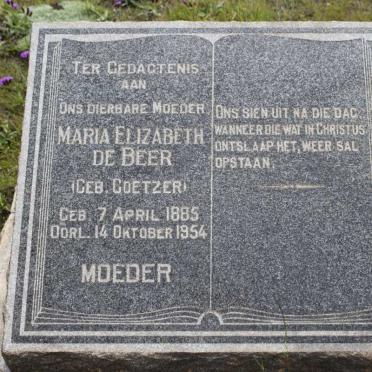 TER GEDAGTENIS
AAN
ONS DIERBARE MOEDER
MARIA ELIZABETH
DE BEER
(GEB. COETZER)
GEB. 7 APRIL 1885
OORL. 14 OKTOBER 1954
MOEDER
ONS SIEN UIT NA DIE DAG
WANNEER DIE WAT IN CHRISTUS
ONTSLAAP HET, WEER SAL
OPSTAAN.